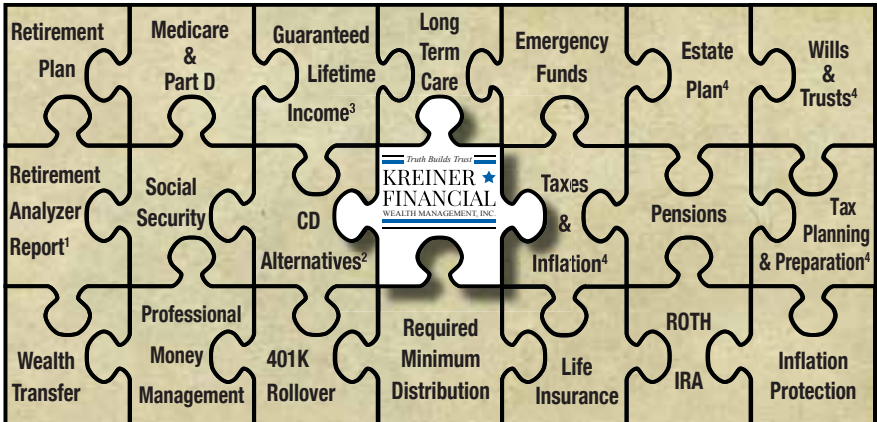 Retirement
Plan
Medicare
&
Part D
Guaranteed
Lifetime
Income³
Long
Term
Care
Emergency
Funds
Estate
Plan⁴
Wills
&
Trusts⁴
Retirement
Analyzer
Report¹
Social
Security
CD
Alternatives²
Truth Builds Trust
KREINER
FINANCIAL
WEALTH MANAGEMENT, INC.
Taxes
&
Inflation⁴
Pensions
Tax
Planning
& Preparation⁴
Wealth
Transfer
Professional
Money
Management
401K
Rollover
Required
Minimum
Distribution
Life
Insurance
ROTH
IRA
Inflation
Protection